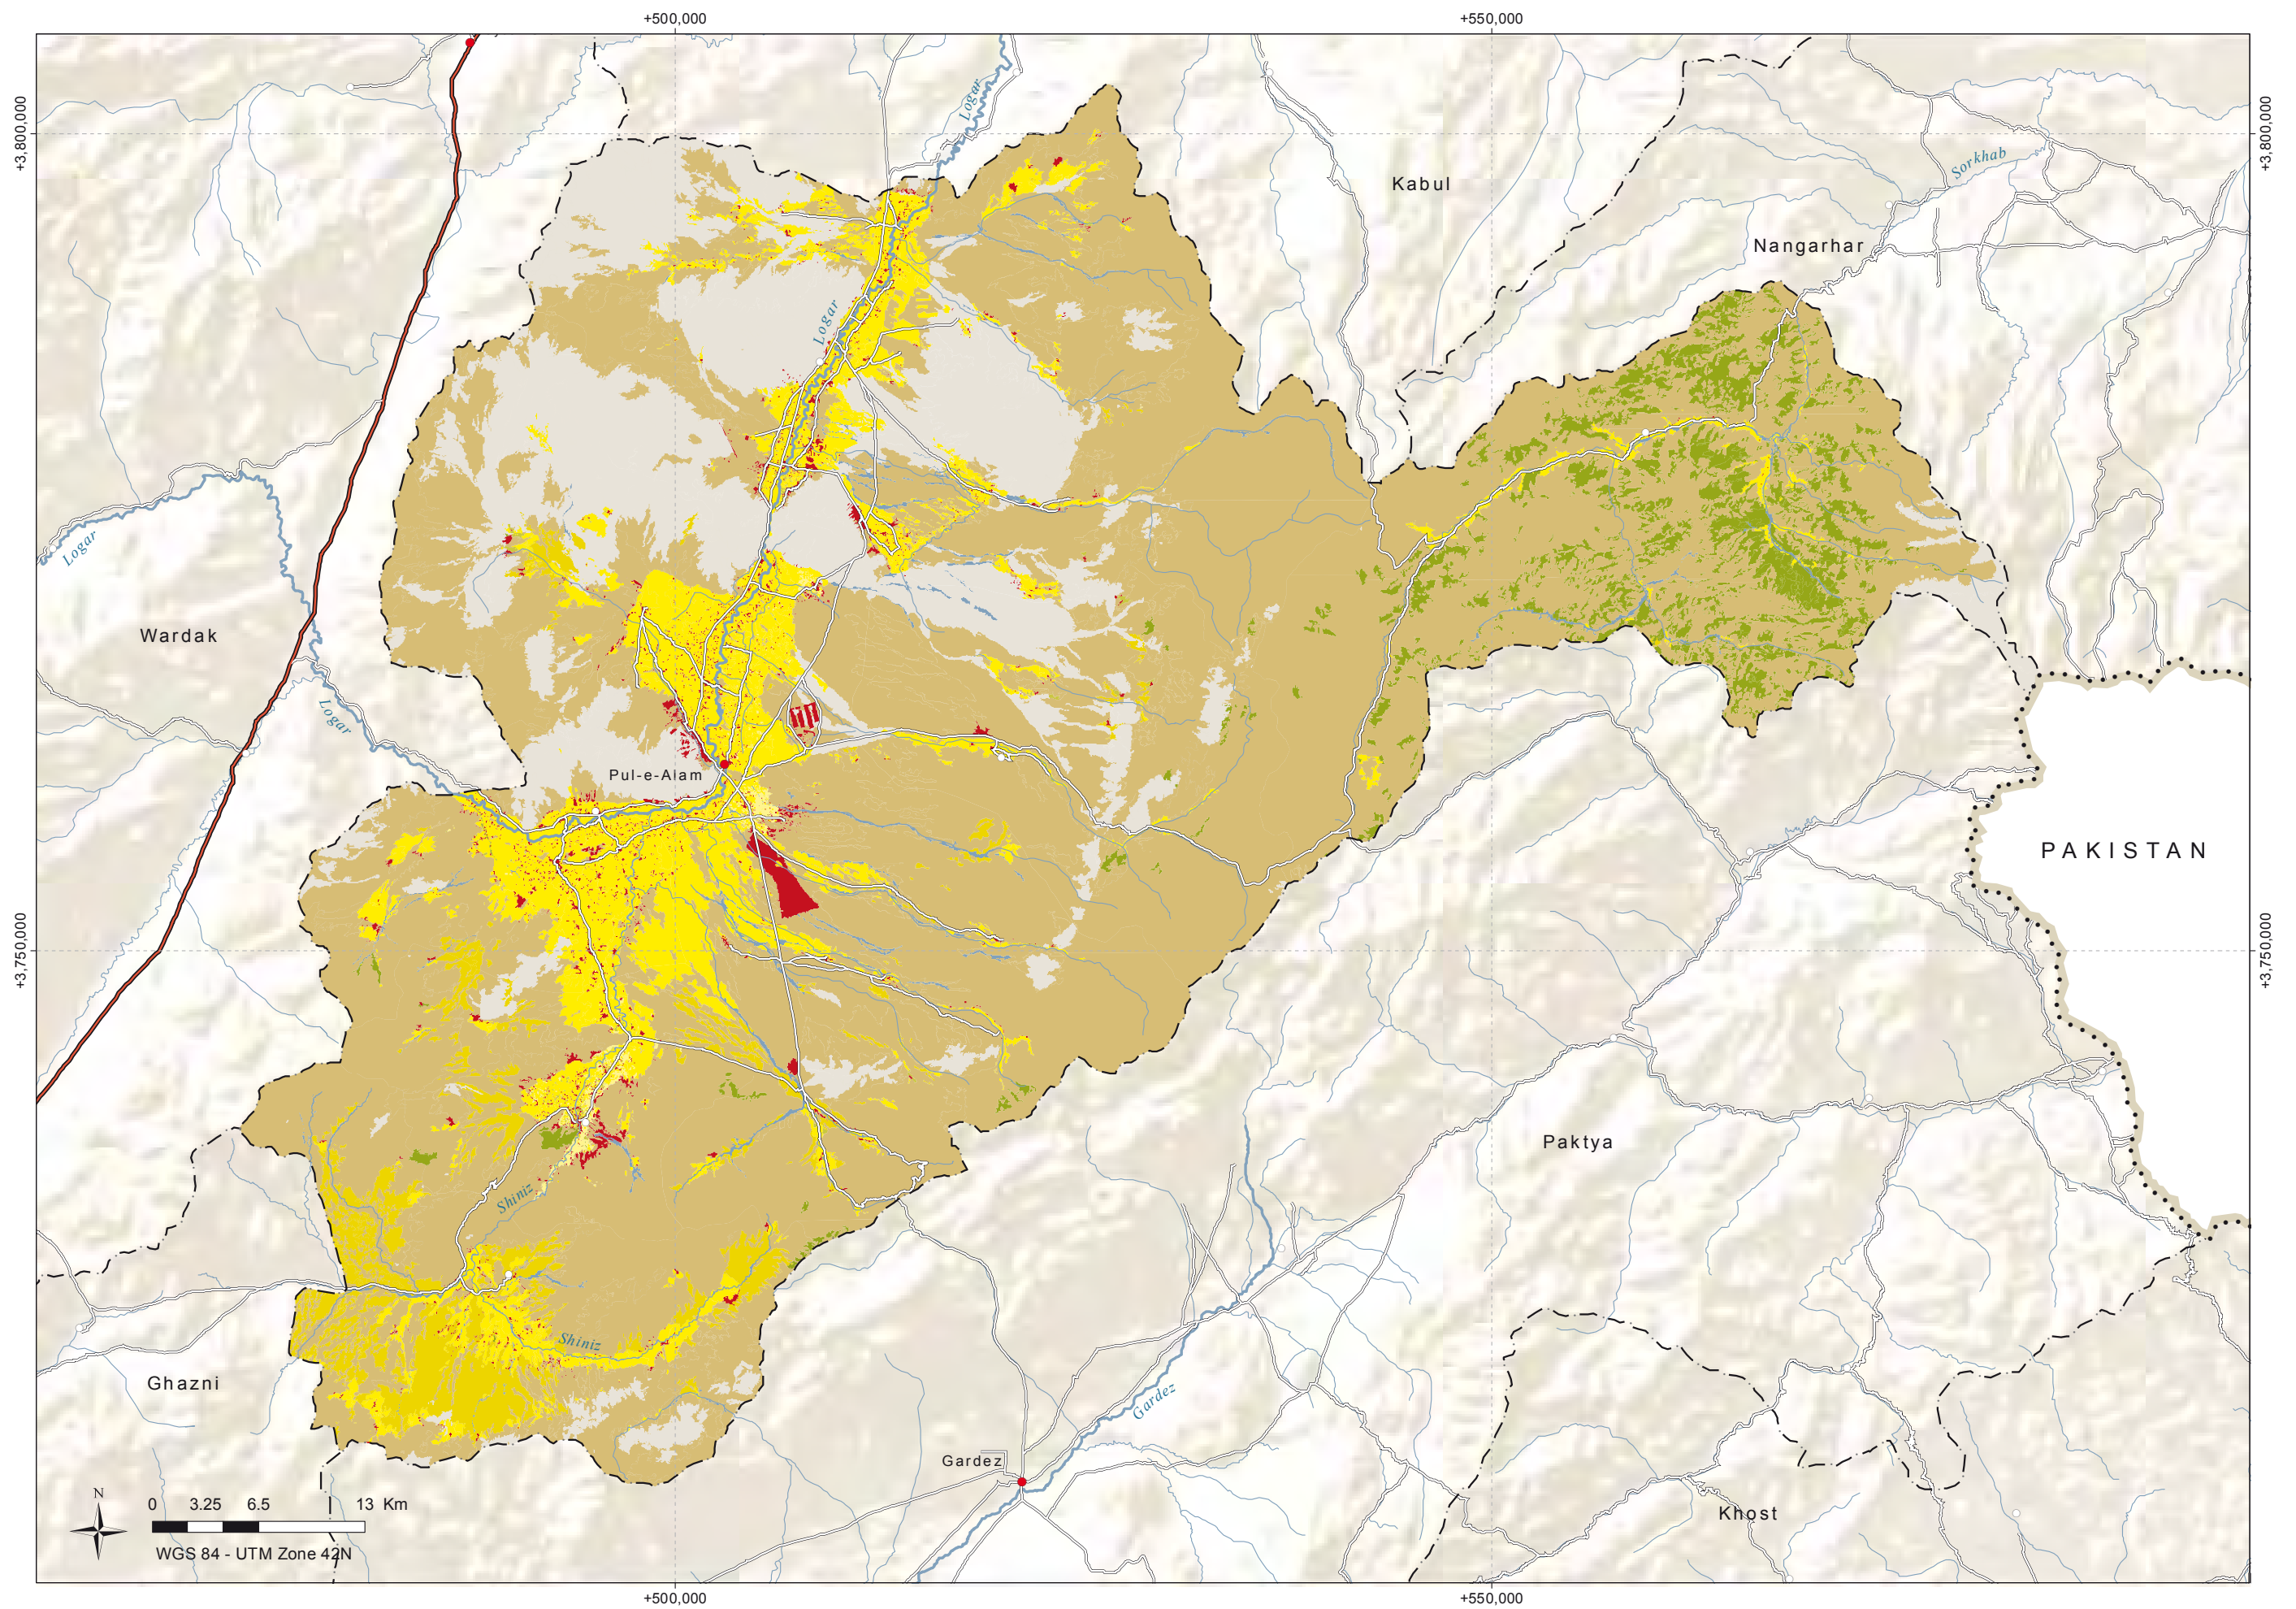 +500,000
+550,000
+3,800,000
+3,800,000
Logar
Kabul
Sorkhab
Nangarhar
Logar
Logar
Wardak
Logar
Pul-e-Alam
PAKISTAN
+3,750,000
+3,750,000
Paktya
Shiniz
Shiniz
Ghazni
Gardez
Gardez
Khost
N
0 3.25 6.5 13 Km
WGS 84 - UTM Zone 42N
+500,000
+550,000